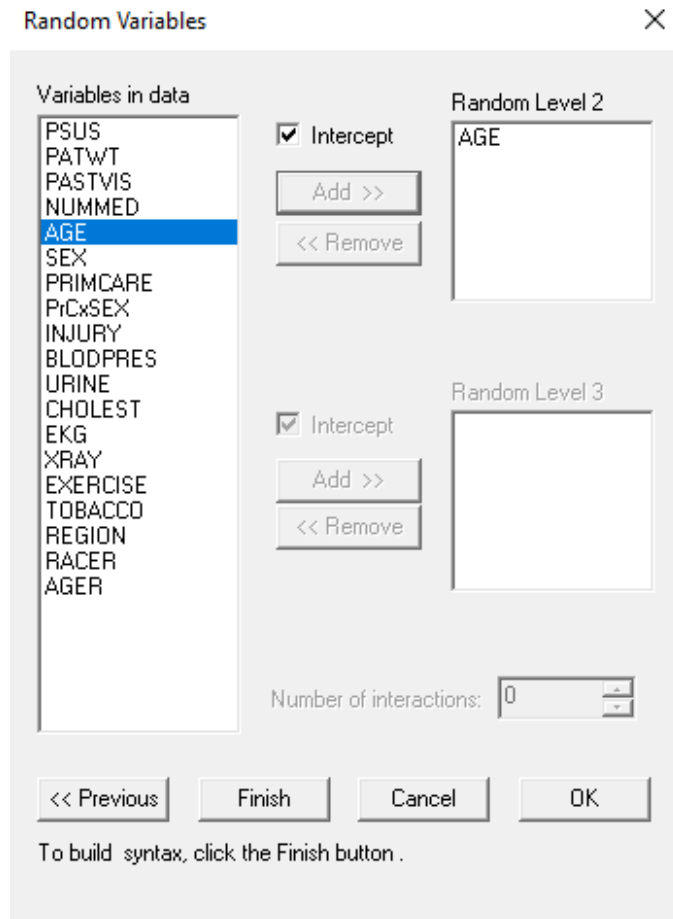 Random Variables
Variables in data
PSUS
PATWT
PASTVIS
NUMMED
AGE
SEX
PRIMCARE
PrCxSEX
INJURY
BLODPRES
URINE
CHOLEST
EKG
XRAY
EXERCISE
TOBACCO
REGION
RACER
AGER
Intercept
Add >>
<< Remove
Random Level 2
AGE
Intercept
Add >>
<< Remove
Random Level 3
Number of interactions: 0
<< Previous Finish Cancel OK
To build syntax, click the Finish button .